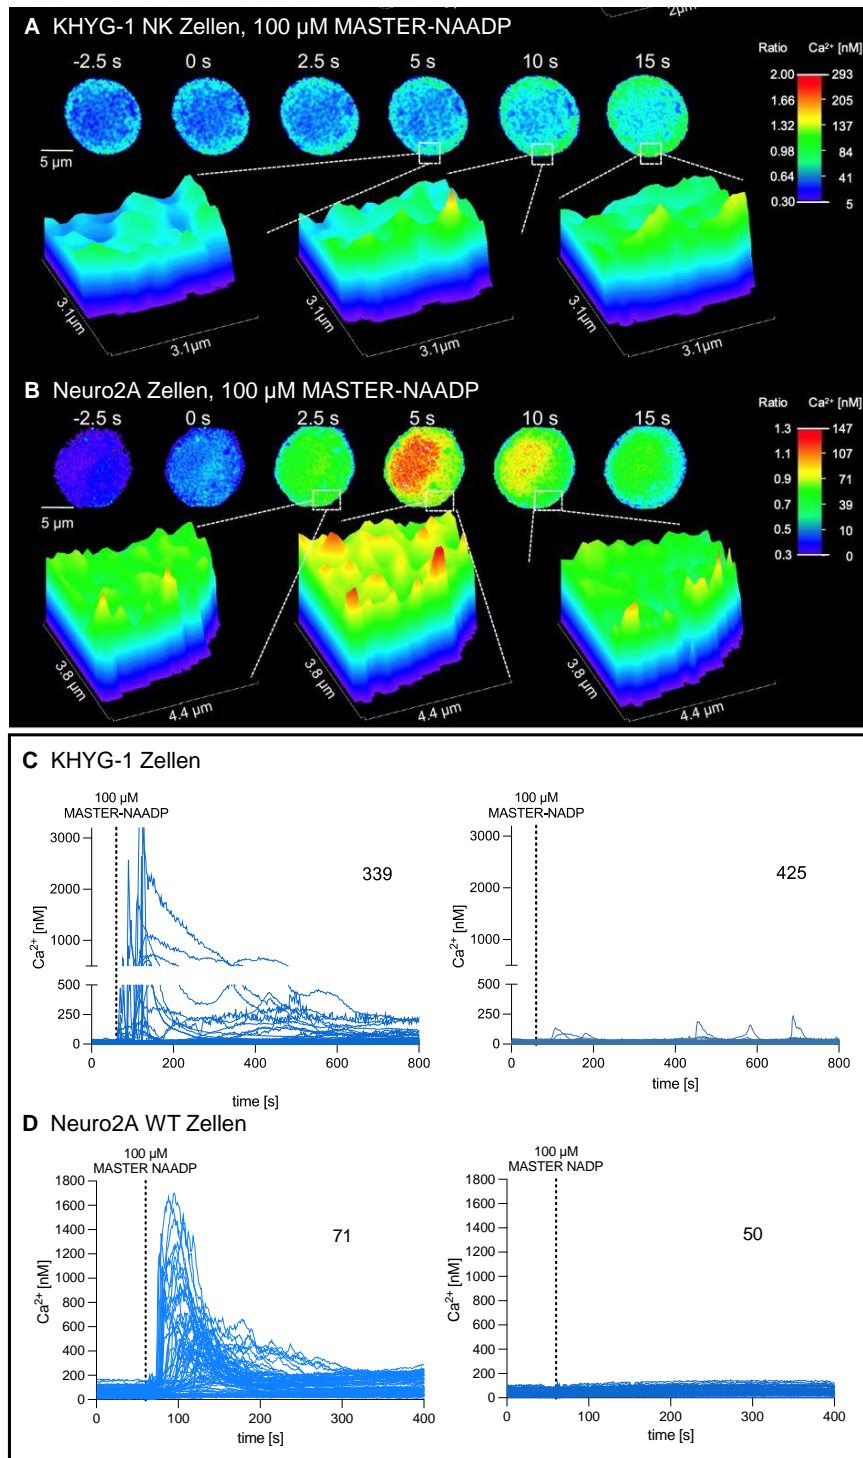 2µm
A KHYG-1 NK Zellen, 100 µM MASTER-NAADP
-2.5 s 0 s 2.5 s 5 s 10 s 15 s
Ratio Ca²⁺ [nM]
2.00 293
1.66 205
1.32 137
0.98 84
0.64 41
0.30 5
5 µm
3.1µm 3.1µm 3.1µm
3.1µm 3.1µm 3.1µm
B Neuro2A Zellen, 100 µM MASTER-NAADP
-2.5 s 0 s 2.5 s 5 s 10 s 15 s
Ratio Ca²⁺ [nM]
1.3 147
1.1 107
0.9 71
0.7 39
0.5 10
0.3 0
5 µm
3.8 µm 3.8 µm 3.8 µm
4.4 µm 4.4 µm 4.4 µm
C KHYG-1 Zellen
100 µM
MASTER-NAADP
3000
2000
1000
500
250
0
Ca²⁺ [nM]
339
0 200 400 600 800
time [s]
100 µM
MASTER-NADP
3000
2000
1000
500
250
0
Ca²⁺ [nM]
425
0 200 400 600 800
time [s]
D Neuro2A WT Zellen
100 µM
MASTER NAADP
1800
1600
1400
1200
1000
800
600
400
200
0
Ca²⁺ [nM]
71
0 100 200 300 400
time [s]
100 µM
MASTER NADP
1800
1600
1400
1200
1000
800
600
400
200
0
Ca²⁺ [nM]
50
0 100 200 300 400
time [s]